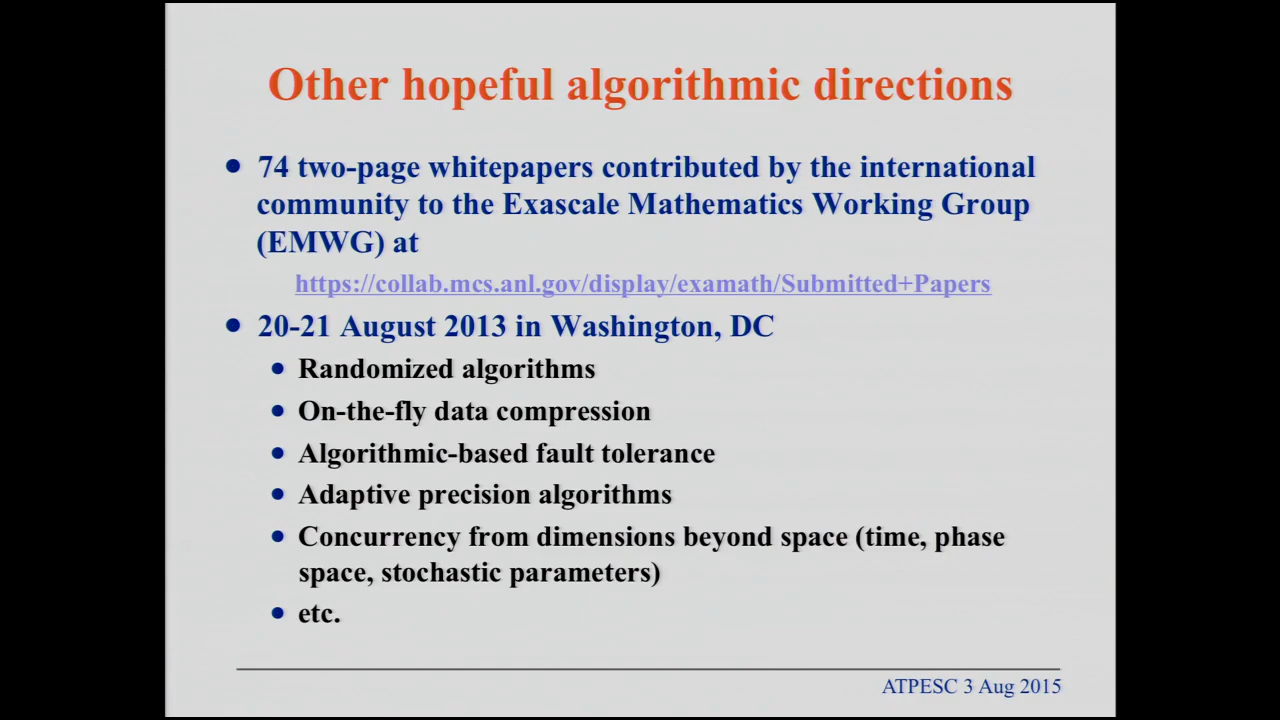 Other hopeful algorithmic directions
• 74 two-page whitepapers contributed by the international
community to the Exascale Mathematics Working Group
(EMWG) at
https://collab.mcs.anl.gov/display/examath/Submitted+Papers
• 20-21 August 2013 in Washington, DC
• Randomized algorithms
• On-the-fly data compression
• Algorithmic-based fault tolerance
• Adaptive precision algorithms
• Concurrency from dimensions beyond space (time, phase
space, stochastic parameters)
• etc.
ATPESC 3 Aug 2015